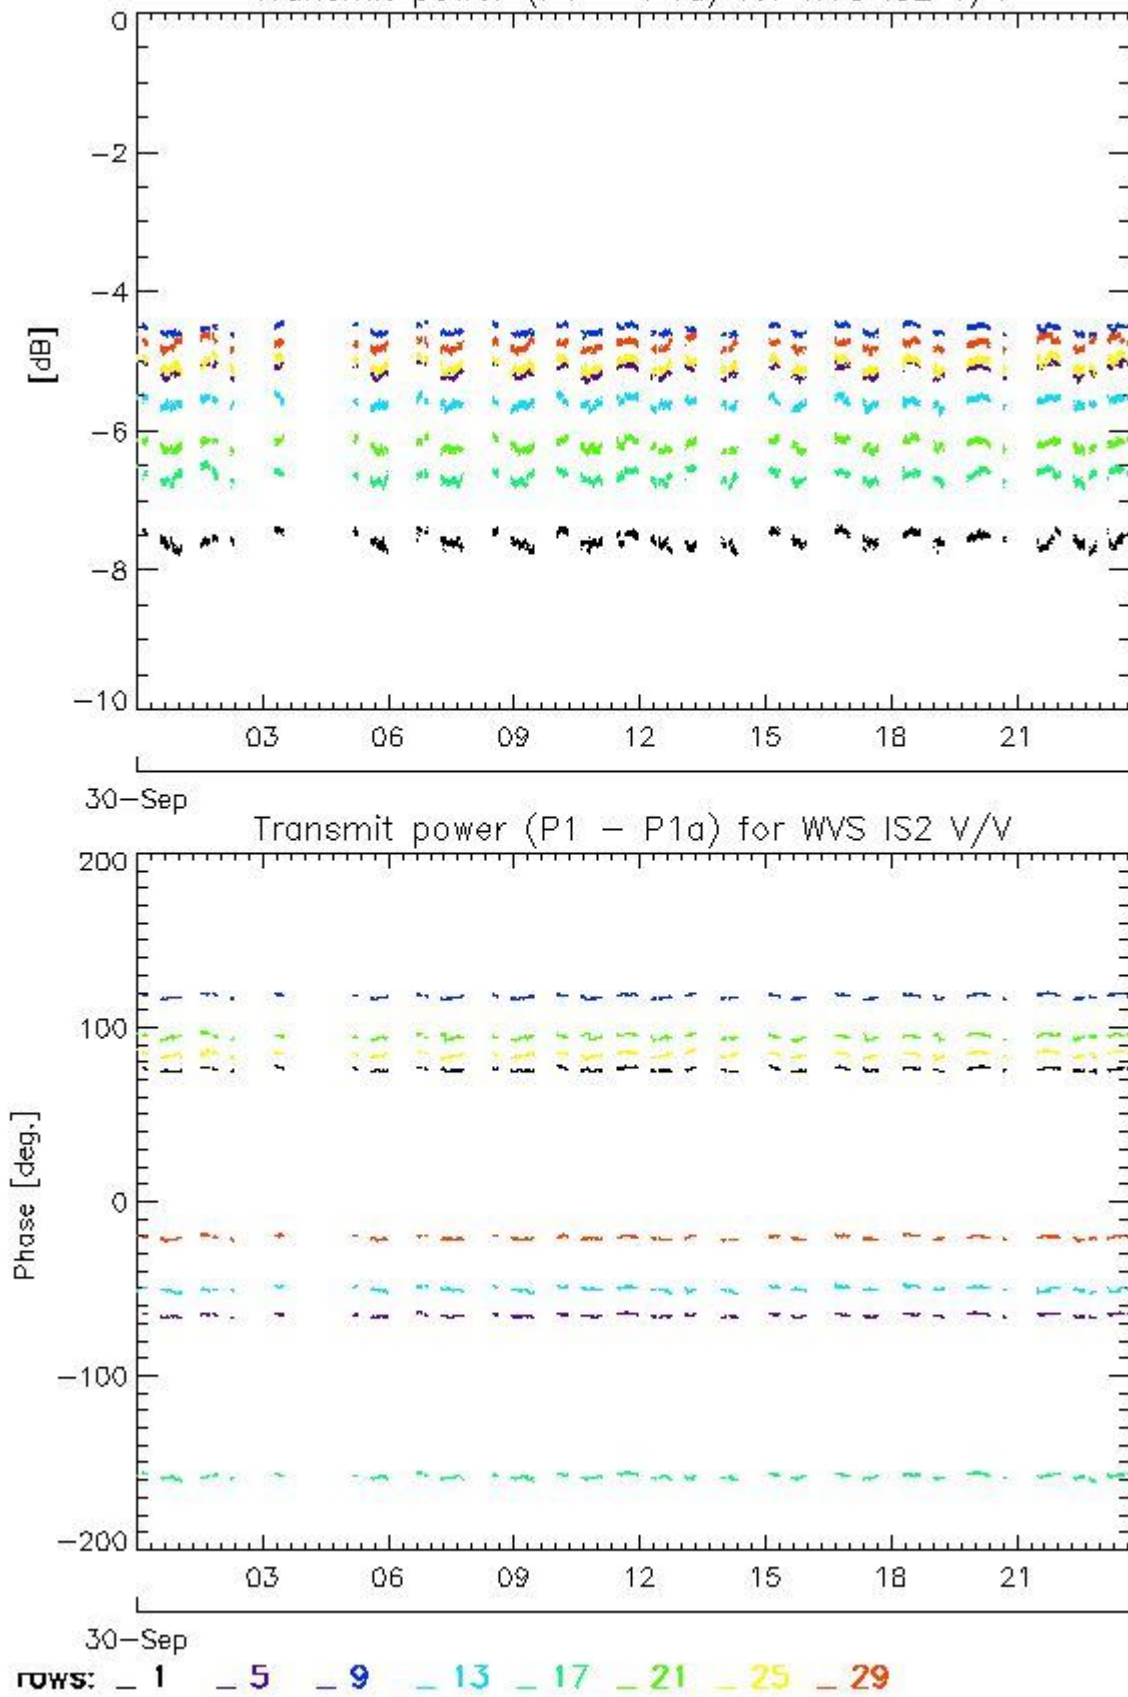 0
-2
-4
[dB]
-6
-8
-10
03 06 09 12 15 18 21
30-Sep
Transmit power (P1 - P1a) for WVS IS2 V/V
200
100
Phase [deg.]
0
-100
-200
03 06 09 12 15 18 21
30-Sep
rows: _ 1 _ 5 _ 9 _ 13 _ 17 _ 21 _ 25 _ 29